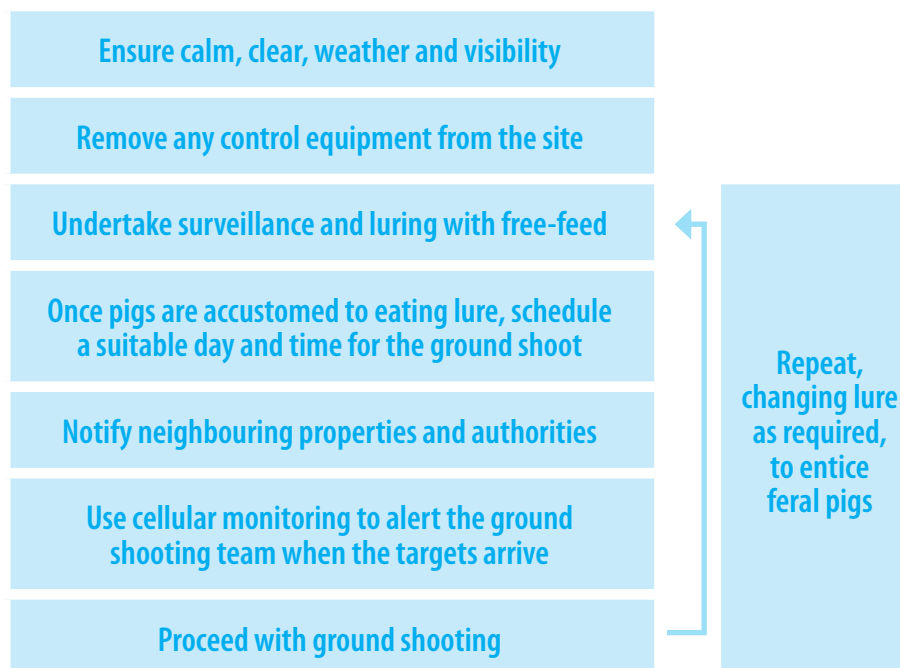 Ensure calm, clear, weather and visibility
Remove any control equipment from the site
Undertake surveillance and luring with free-feed
Once pigs are accustomed to eating lure, schedule
a suitable day and time for the ground shoot
Notify neighbouring properties and authorities
Use cellular monitoring to alert the ground
shooting team when the targets arrive
Proceed with ground shooting
Repeat,
changing lure
as required,
to entice
feral pigs